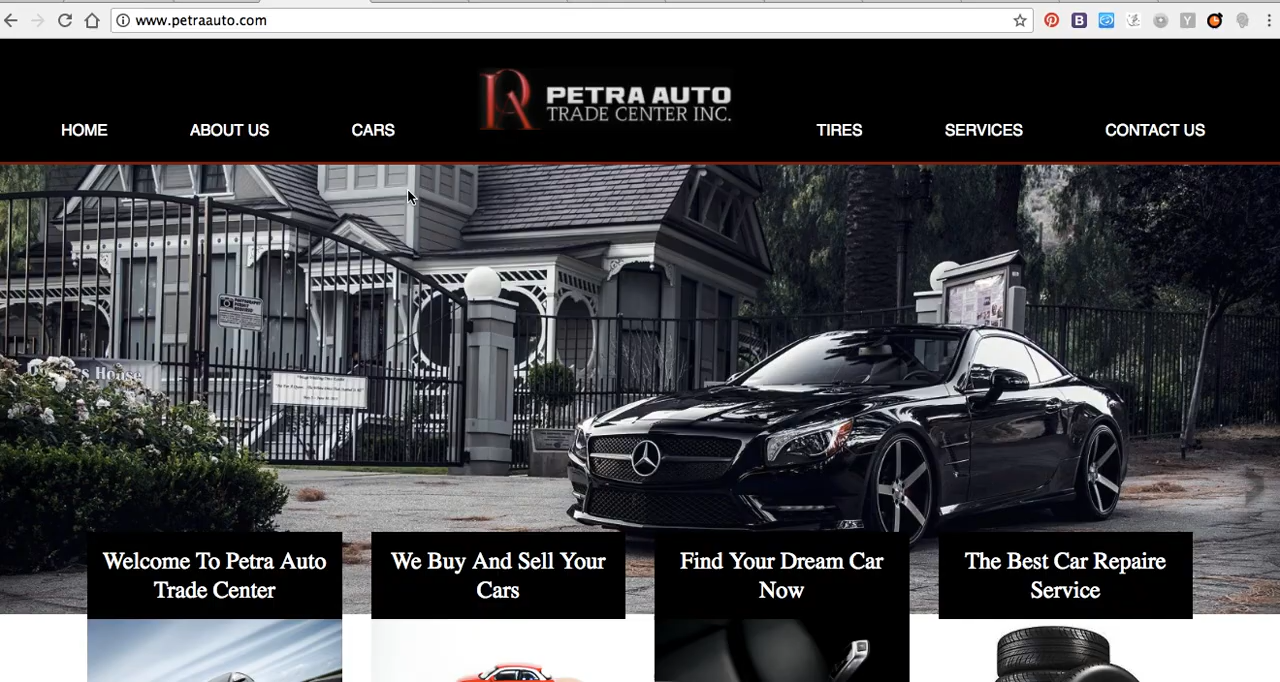 www.petraauto.com
PETRA AUTO
TRADE CENTER INC.
HOME
ABOUT US
CARS
TIRES
SERVICES
CONTACT US
House
Welcome To Petra Auto
Trade Center
We Buy And Sell Your
Cars
Find Your Dream Car
Now
The Best Car Repaire
Service